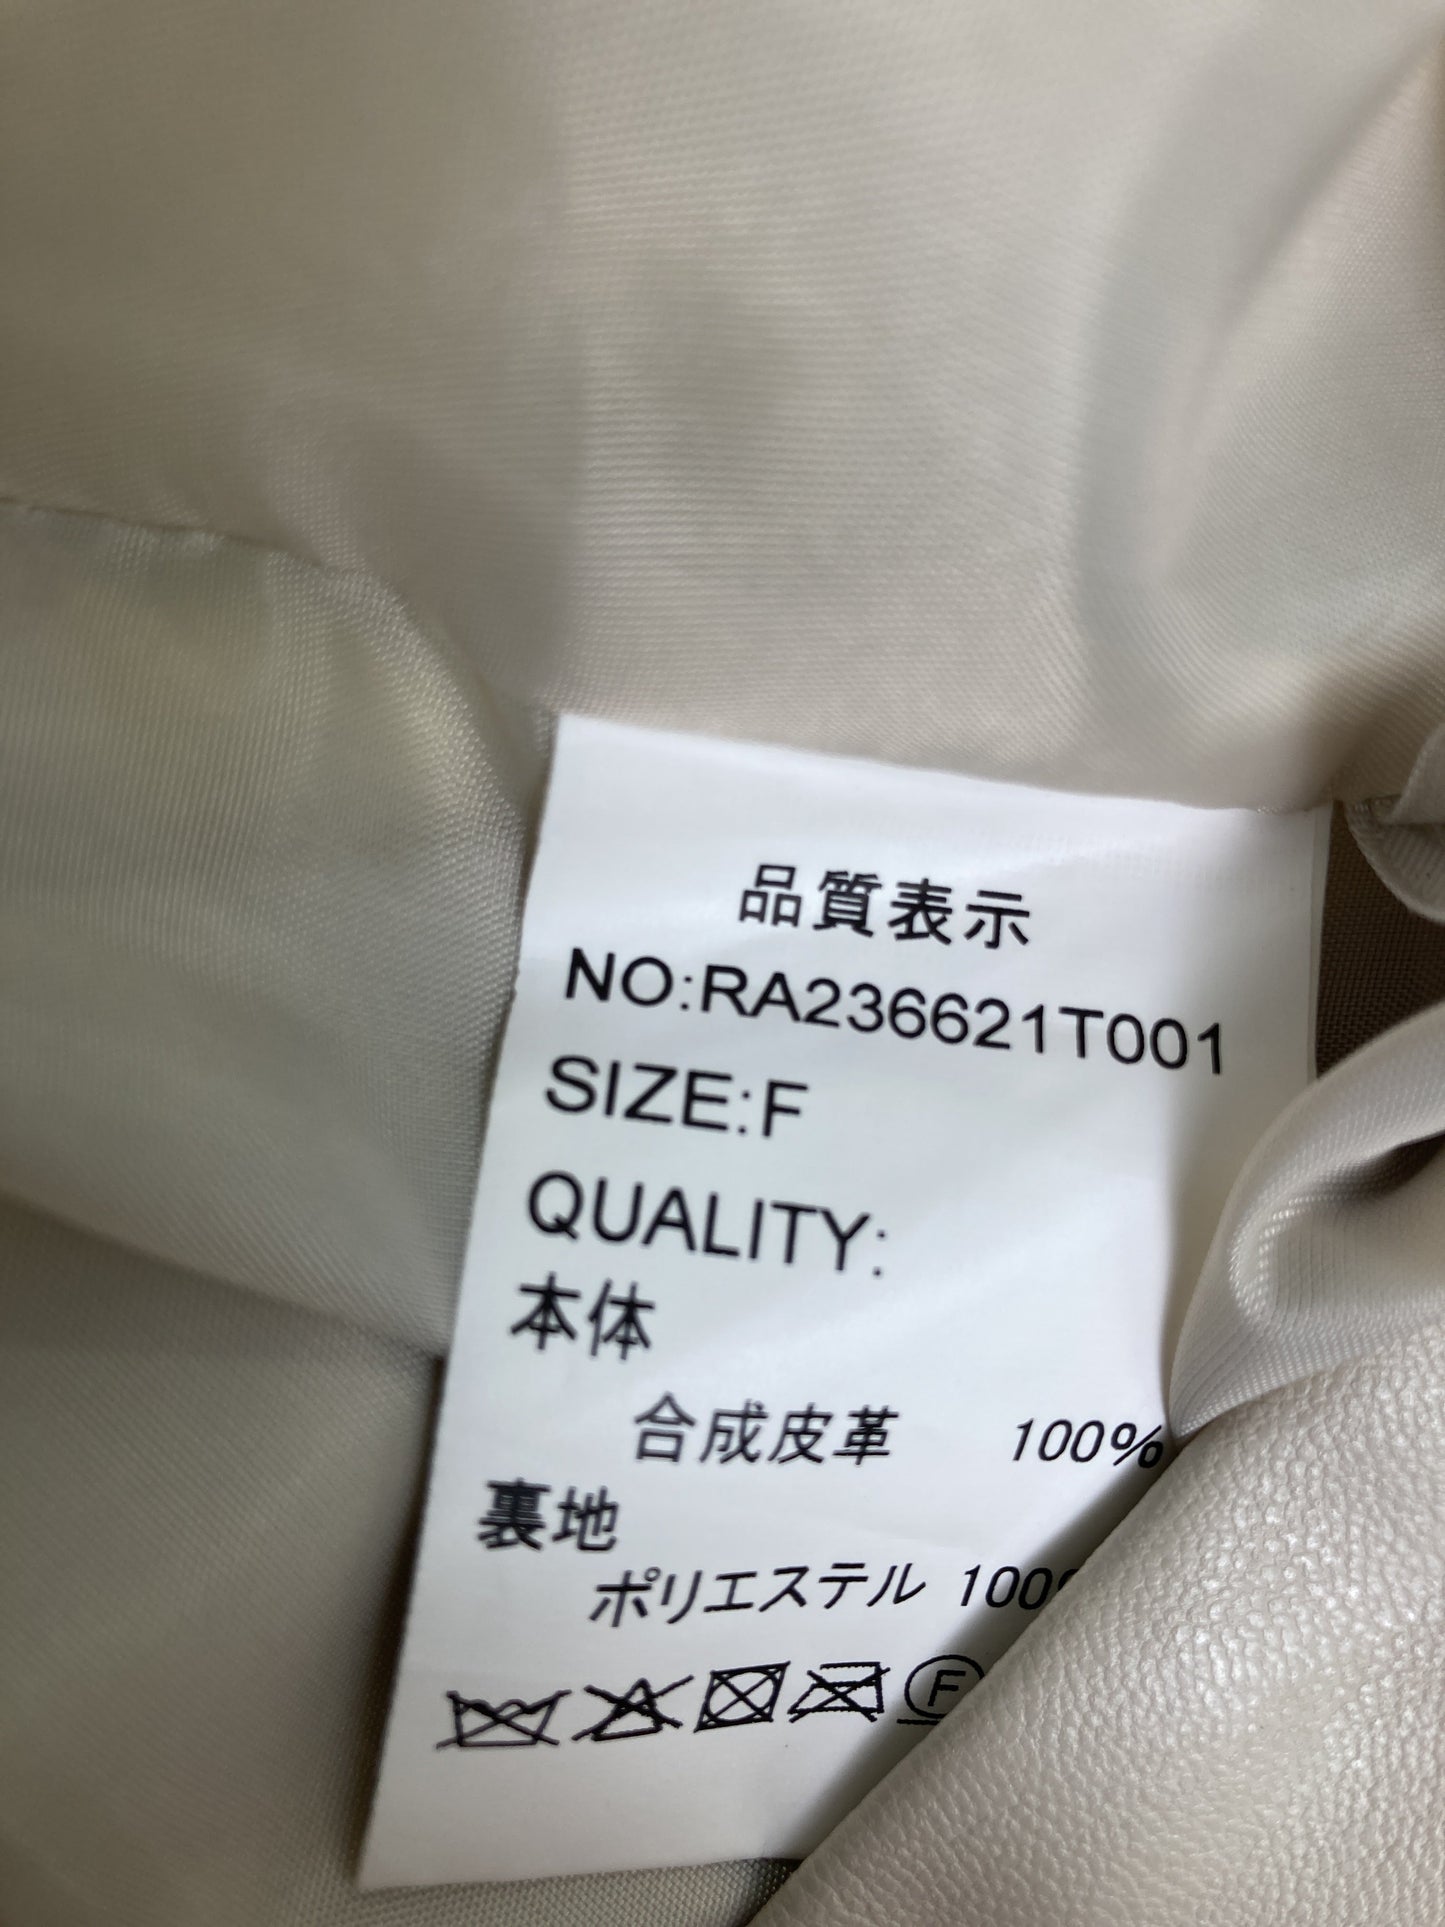 品質表示
NO:RA236621T001
SIZE:F
QUALITY:
本体
合成皮革 100%
裏地
ポリエステル 100
F